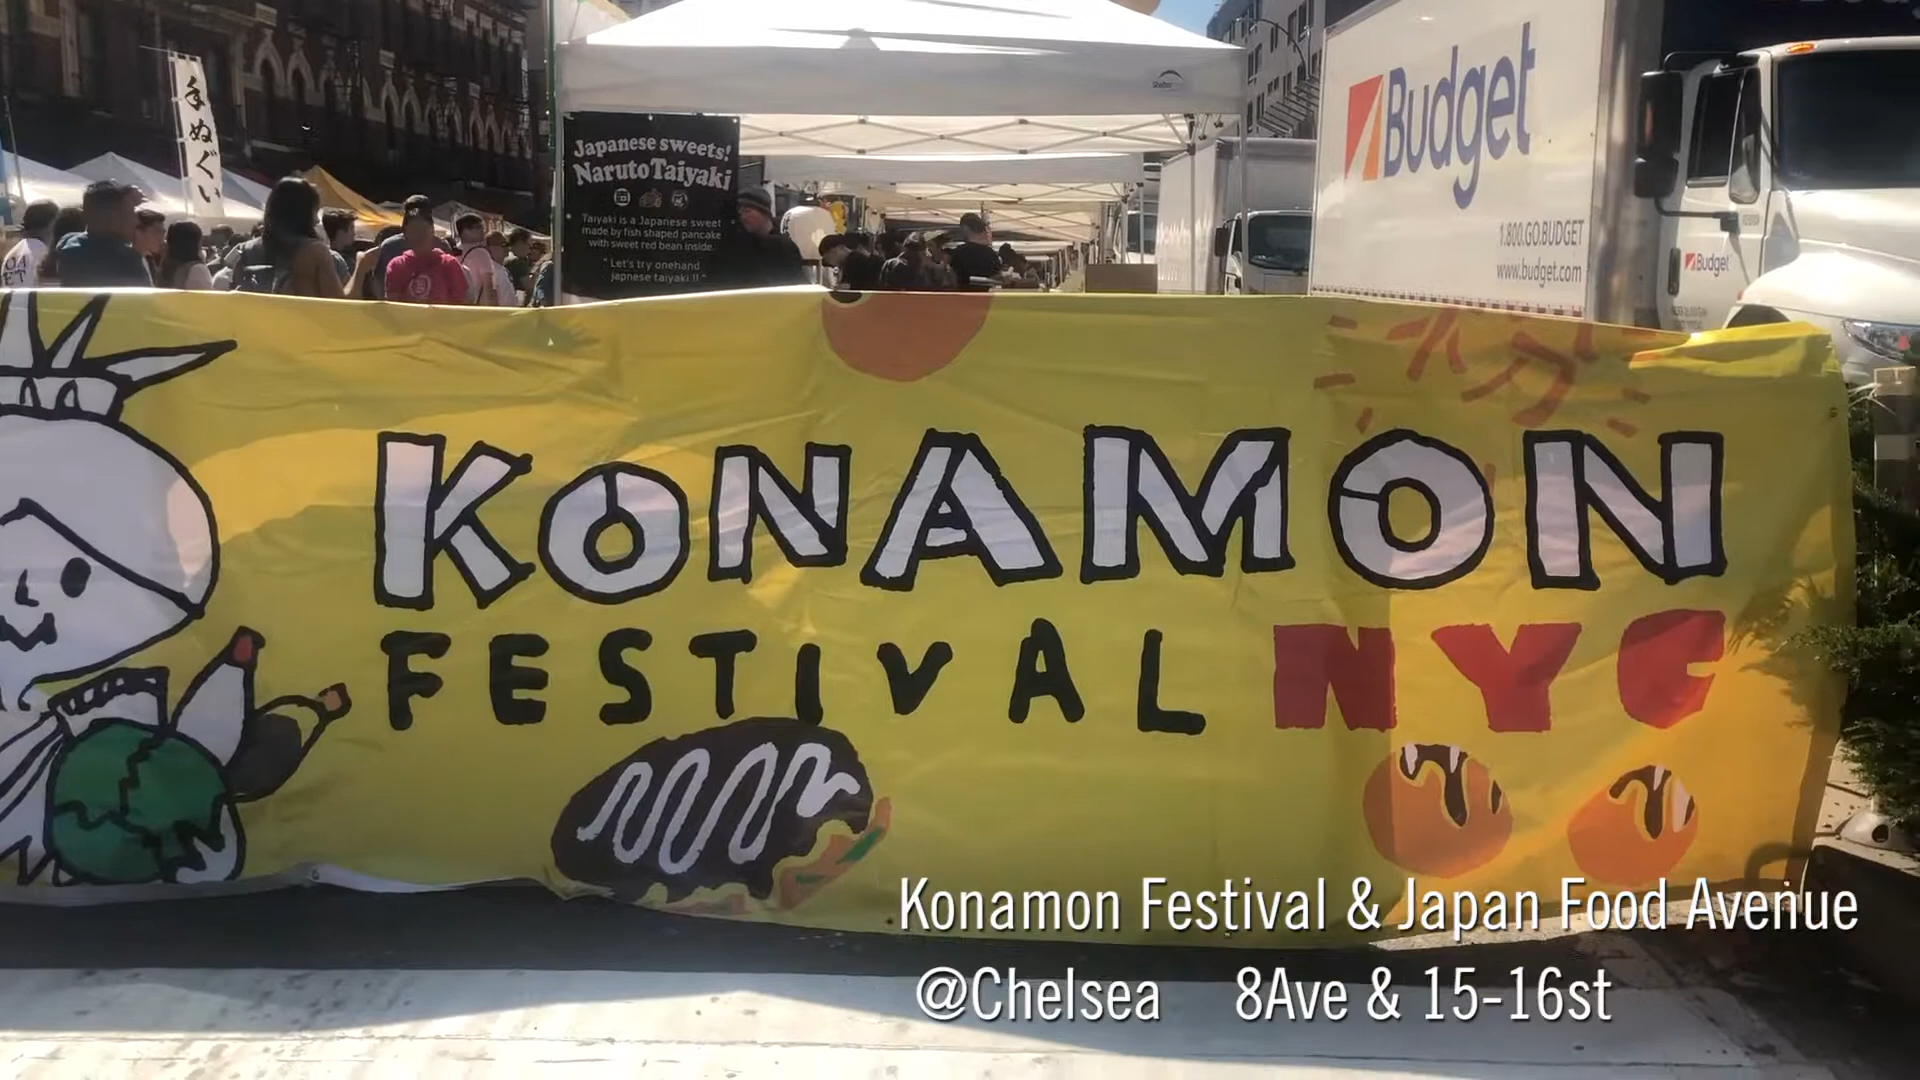 手ぬぐい
Japanese sweets!
Naruto Taiyaki
Taiyaki is a Japanese sweet
made by fish shaped pancake
with sweet red bean inside.
" Let's try onehand
japnese taiyaki !! "
Budget
1.800.GO.BUDGET
www.budget.com
Budget
KONAMON
FESTIVAL NYC
Konamon Festival & Japan Food Avenue
@Chelsea 8Ave & 15-16st